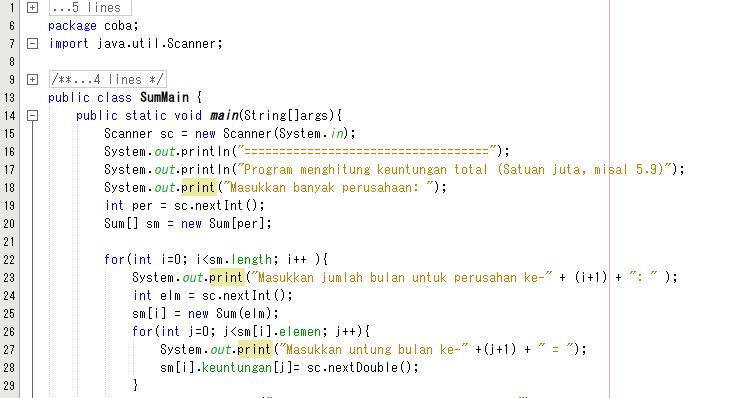 1 ...5 lines
6 package coba;
7 import java.util.Scanner;
8
9 /**...4 lines */
13 public class SumMain {
14 public static void main(String[]args){
15 Scanner sc = new Scanner(System.in);
16 System.out.println("===================================");
17 System.out.println("Program menghitung keuntungan total (Satuan juta, misal 5.9)");
18 System.out.print("Masukkan banyak perusahaan: ");
19 int per = sc.nextInt();
20 Sum[] sm = new Sum[per];
21
22 for(int i=0; i<sm.length; i++ ){
23 System.out.print("Masukkan jumlah bulan untuk perusahan ke-" + (i+1) + ": " );
24 int elm = sc.nextInt();
25 sm[i] = new Sum(elm);
26 for(int j=0; j<sm[i].elemen; j++){
27 System.out.print("Masukkan untung bulan ke-" +(j+1) + " = ");
28 sm[i].keuntungan[j]= sc.nextDouble();
29 }